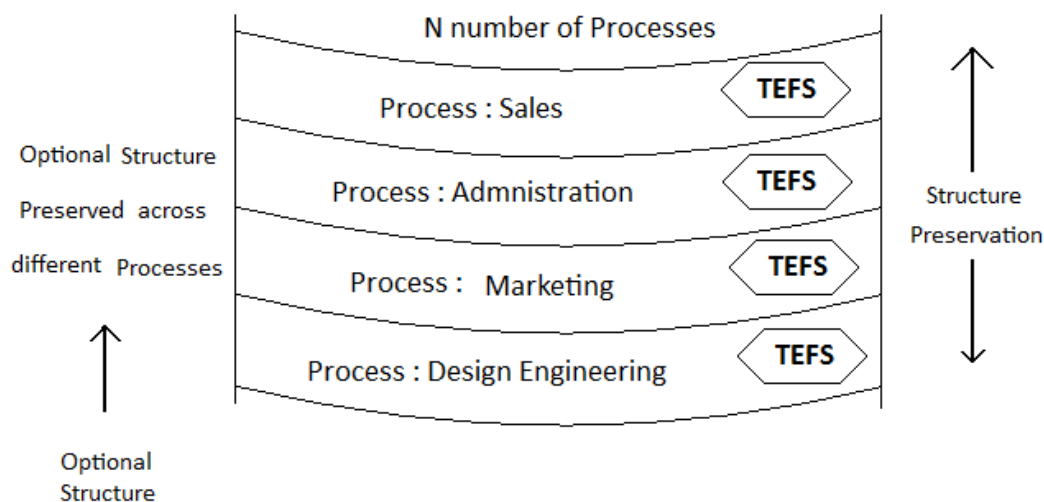 N number of Processes
Process : Sales
TEFS
Process : Admnistration
TEFS
Process : Marketing
TEFS
Process : Design Engineering
TEFS
Optional Structure
Preserved across
different Processes
Optional
Structure
Structure
Preservation